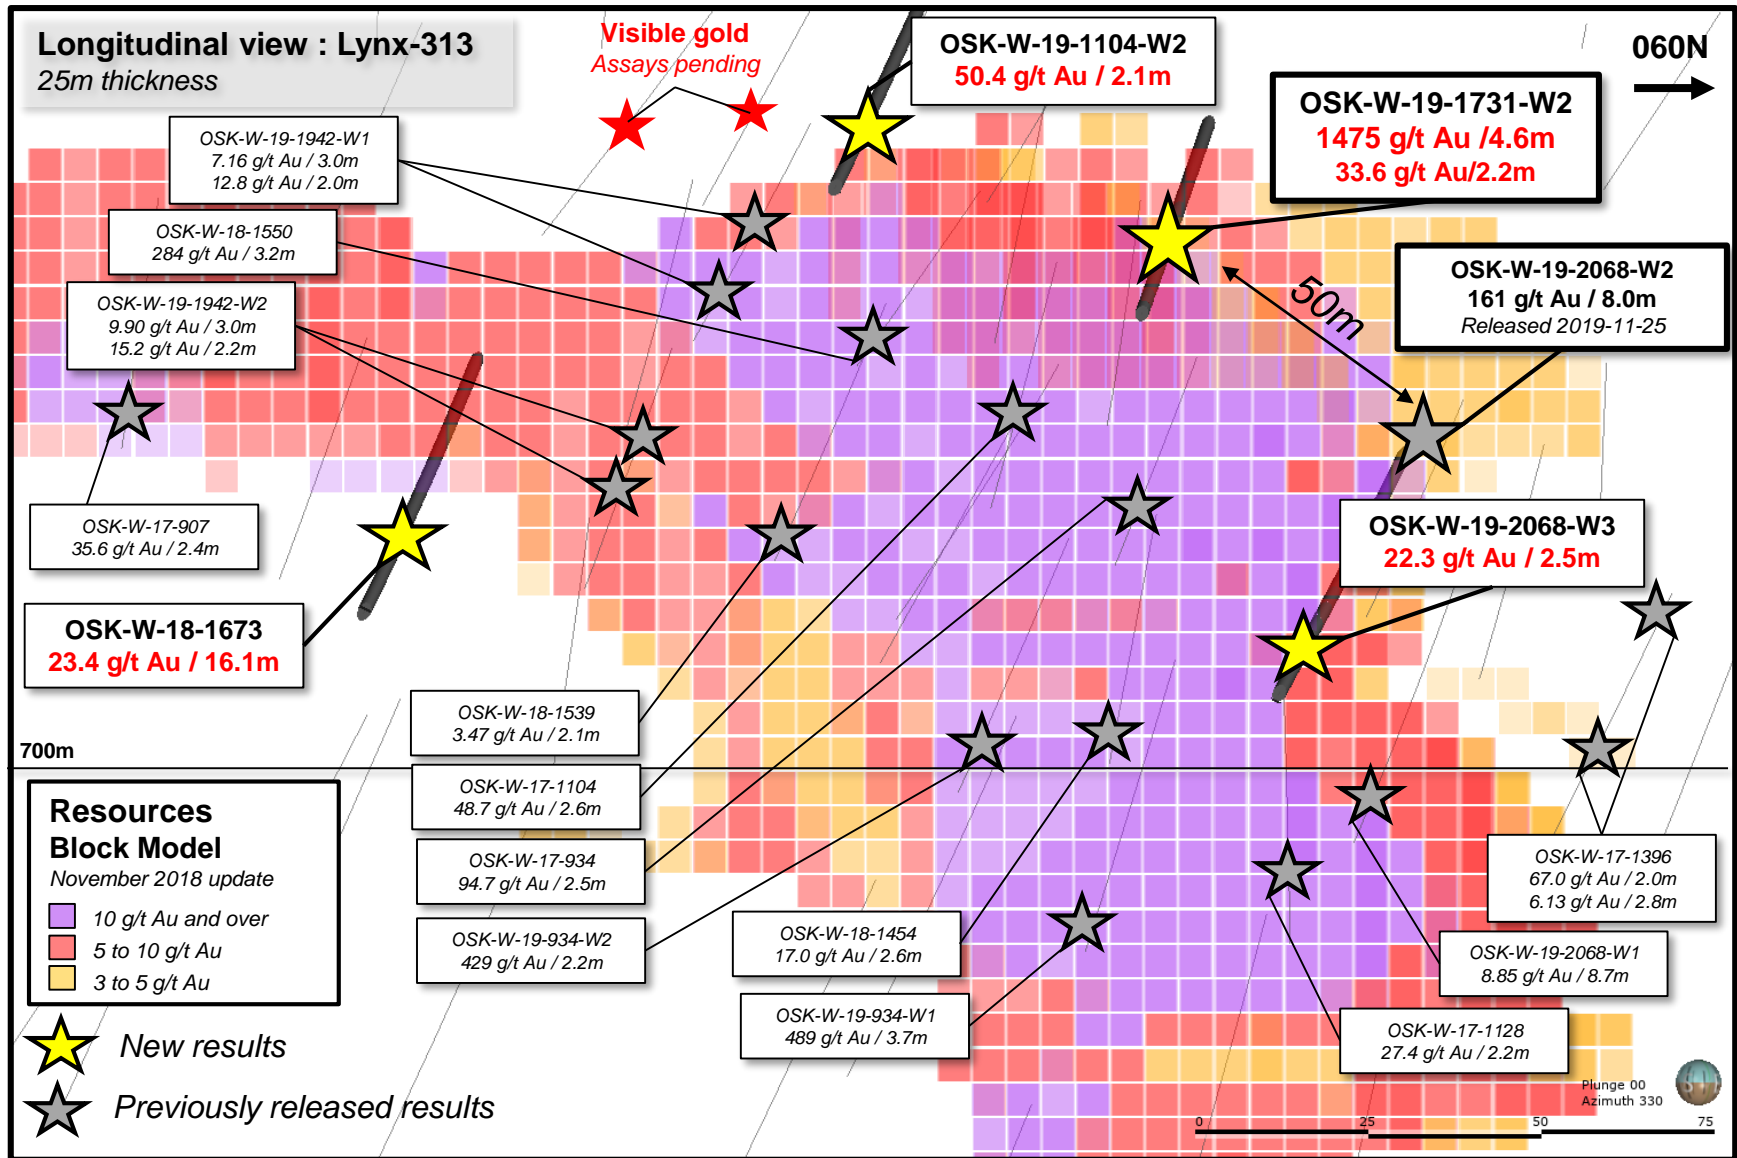 Longitudinal view : Lynx-313
25m thickness
Visible gold
Assays pending
OSK-W-19-1104-W2
50.4 g/t Au / 2.1m
060N
OSK-W-19-1731-W2
1475 g/t Au /4.6m
33.6 g/t Au/2.2m
OSK-W-19-1942-W1
7.16 g/t Au / 3.0m
12.8 g/t Au / 2.0m
OSK-W-18-1550
284 g/t Au / 3.2m
OSK-W-19-2068-W2
161 g/t Au / 8.0m
Released 2019-11-25
50m
OSK-W-19-1942-W2
9.90 g/t Au / 3.0m
15.2 g/t Au / 2.2m
OSK-W-17-907
35.6 g/t Au / 2.4m
OSK-W-19-2068-W3
22.3 g/t Au / 2.5m
OSK-W-18-1673
23.4 g/t Au / 16.1m
OSK-W-18-1539
3.47 g/t Au / 2.1m
700m
OSK-W-17-1104
48.7 g/t Au / 2.6m
Resources
Block Model
November 2018 update
10 g/t Au and over
5 to 10 g/t Au
3 to 5 g/t Au
OSK-W-17-934
94.7 g/t Au / 2.5m
OSK-W-17-1396
67.0 g/t Au / 2.0m
6.13 g/t Au / 2.8m
OSK-W-19-934-W2
429 g/t Au / 2.2m
OSK-W-18-1454
17.0 g/t Au / 2.6m
OSK-W-19-2068-W1
8.85 g/t Au / 8.7m
OSK-W-19-934-W1
489 g/t Au / 3.7m
OSK-W-17-1128
27.4 g/t Au / 2.2m
New results
Previously released results
Plunge 00
Azimuth 330
0 25 50 75